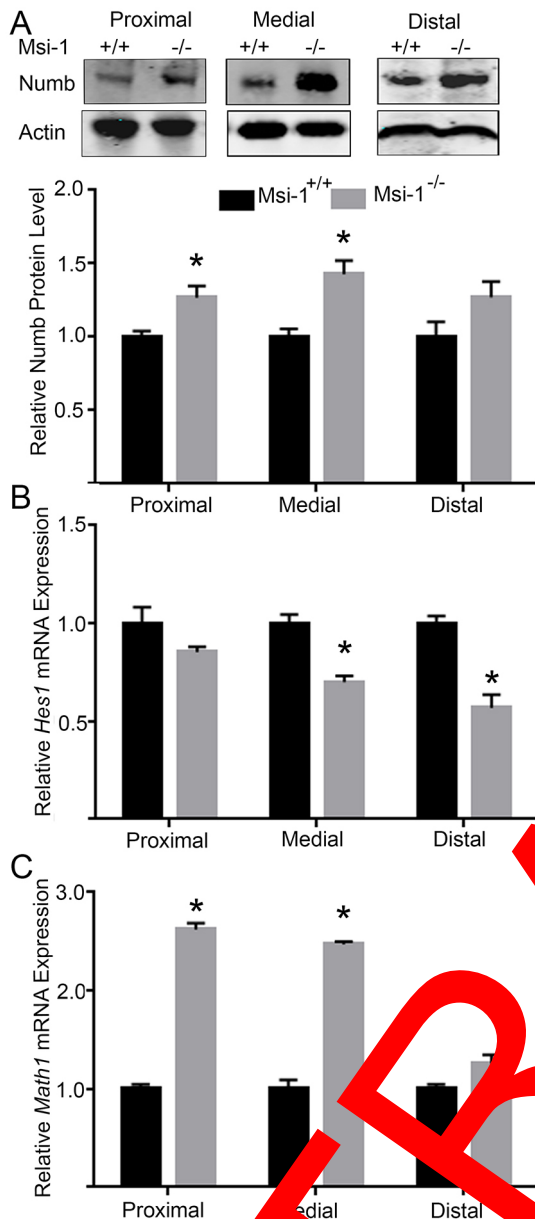 A
Proximal Medial Distal
Msi-1 +/+ -/- +/+ -/- +/+ -/-
Numb
Actin
Relative Numb Protein Level
2.0
1.5
1.0
0.5
Msi-1+/+ Msi-1-/-
* *
Proximal Medial Distal
B
Relative Hes1 mRNA Expression
1.5
1.0
0.5
* *
Proximal Medial Distal
C
Relative Math1 mRNA Expression
3.0
2.0
1.0
* *
Proximal Medial Distal